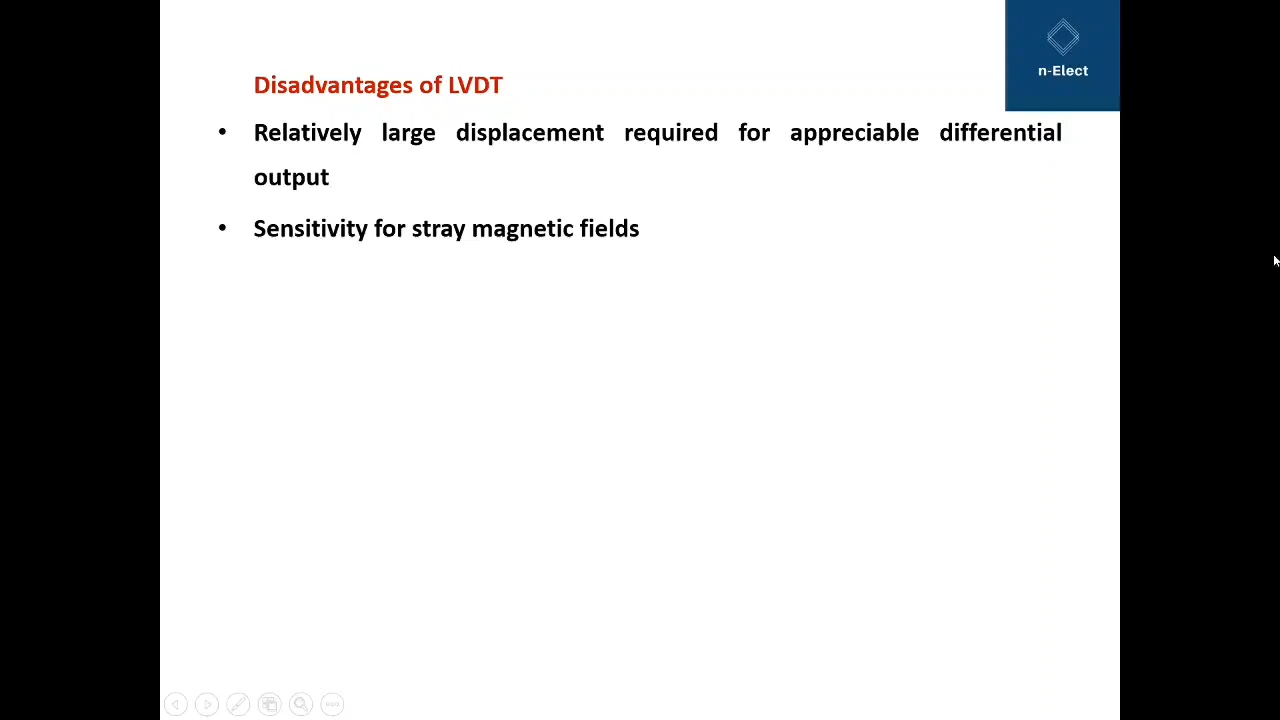 n-Elect
Disadvantages of LVDT
• Relatively large displacement required for appreciable differential
output
• Sensitivity for stray magnetic fields